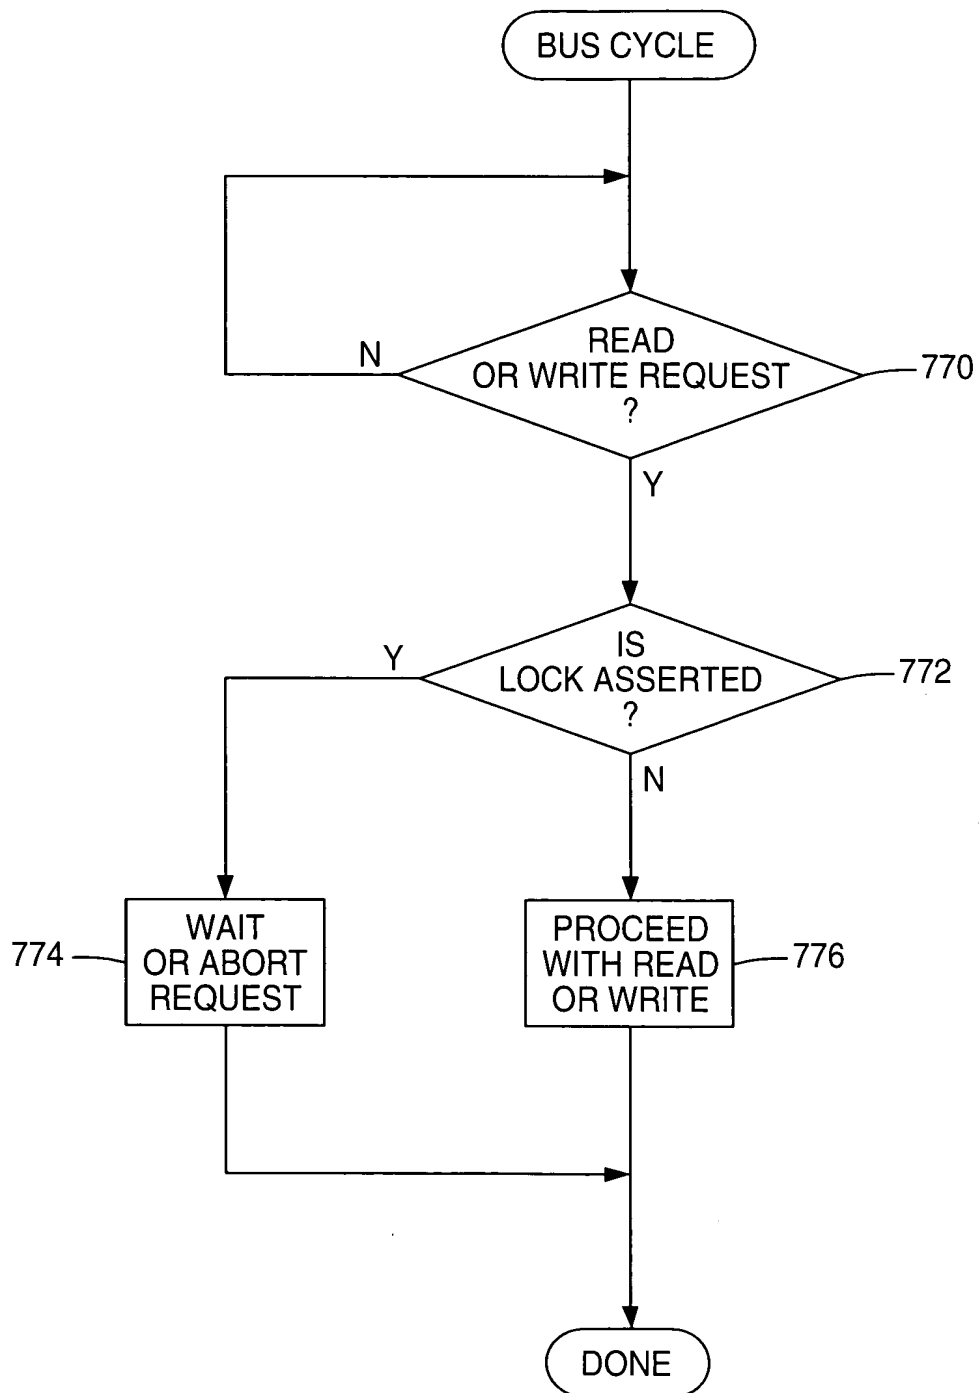 BUS CYCLE
READ
OR WRITE REQUEST
?
N
770
Y
IS
LOCK ASSERTED
?
Y
772
N
WAIT
OR ABORT
REQUEST
774
PROCEED
WITH READ
OR WRITE
776
DONE